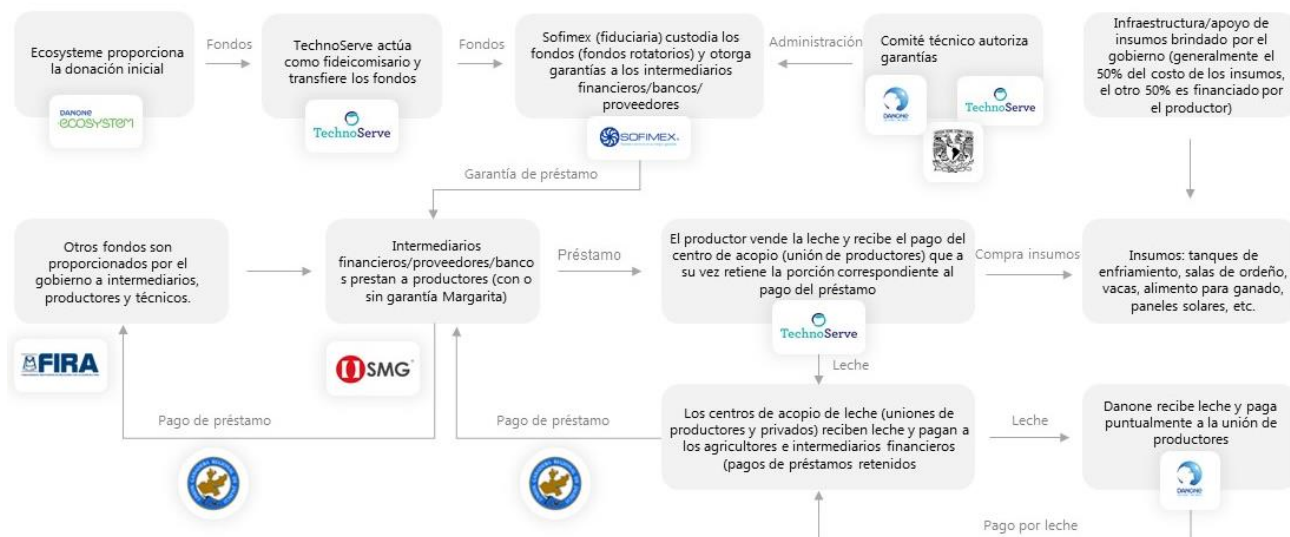 Ecosysteme proporciona
la donación inicial
DANONE
ECOSYSTEM
Fondos
TechnoServe actúa
como fideicomisario y
transfiere los fondos
TechnoServe
Fondos
Sofimex (fiduciaria) custodia los
fondos (fondos rotatorios) y otorga
garantías a los intermediarios
financieros/bancos/
proveedores
SOFIMEX
Administración
Comité técnico autoriza
garantías
DANONE
TechnoServe
Infraestructura/apoyo de
insumos brindado por el
gobierno (generalmente el
50% del costo de los insumos,
el otro 50% es financiado por
el productor)
Garantía de préstamo
Otros fondos son
proporcionados por el
gobierno a intermediarios,
productores y técnicos.
FIRA
Intermediarios
financieros/proveedores/banco
s prestan a productores (con o
sin garantía Margarita)
SMG
Préstamo
El productor vende la leche y recibe el pago del
centro de acopio (unión de productores) que a
su vez retiene la porción correspondiente al
pago del préstamo
TechnoServe
Compra insumos
Insumos: tanques de
enfriamiento, salas de ordeño,
vacas, alimento para ganado,
paneles solares, etc.
Leche
Pago de préstamo
Pago de préstamo
Los centros de acopio de leche (uniones de
productores y privados) reciben leche y pagan a
los agricultores e intermediarios financieros
(pagos de préstamos retenidos
Leche
Danone recibe leche y paga
puntualmente a la unión de
productores
DANONE
Pago por leche